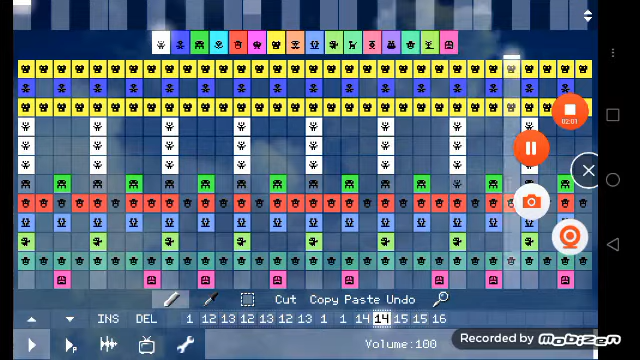 02:01
Cut Copy Paste Undo
INS DEL 1 12 13 12 13 12 13 1 1 14 14 15 15 16
Volume:100
Recorded by Mobizen